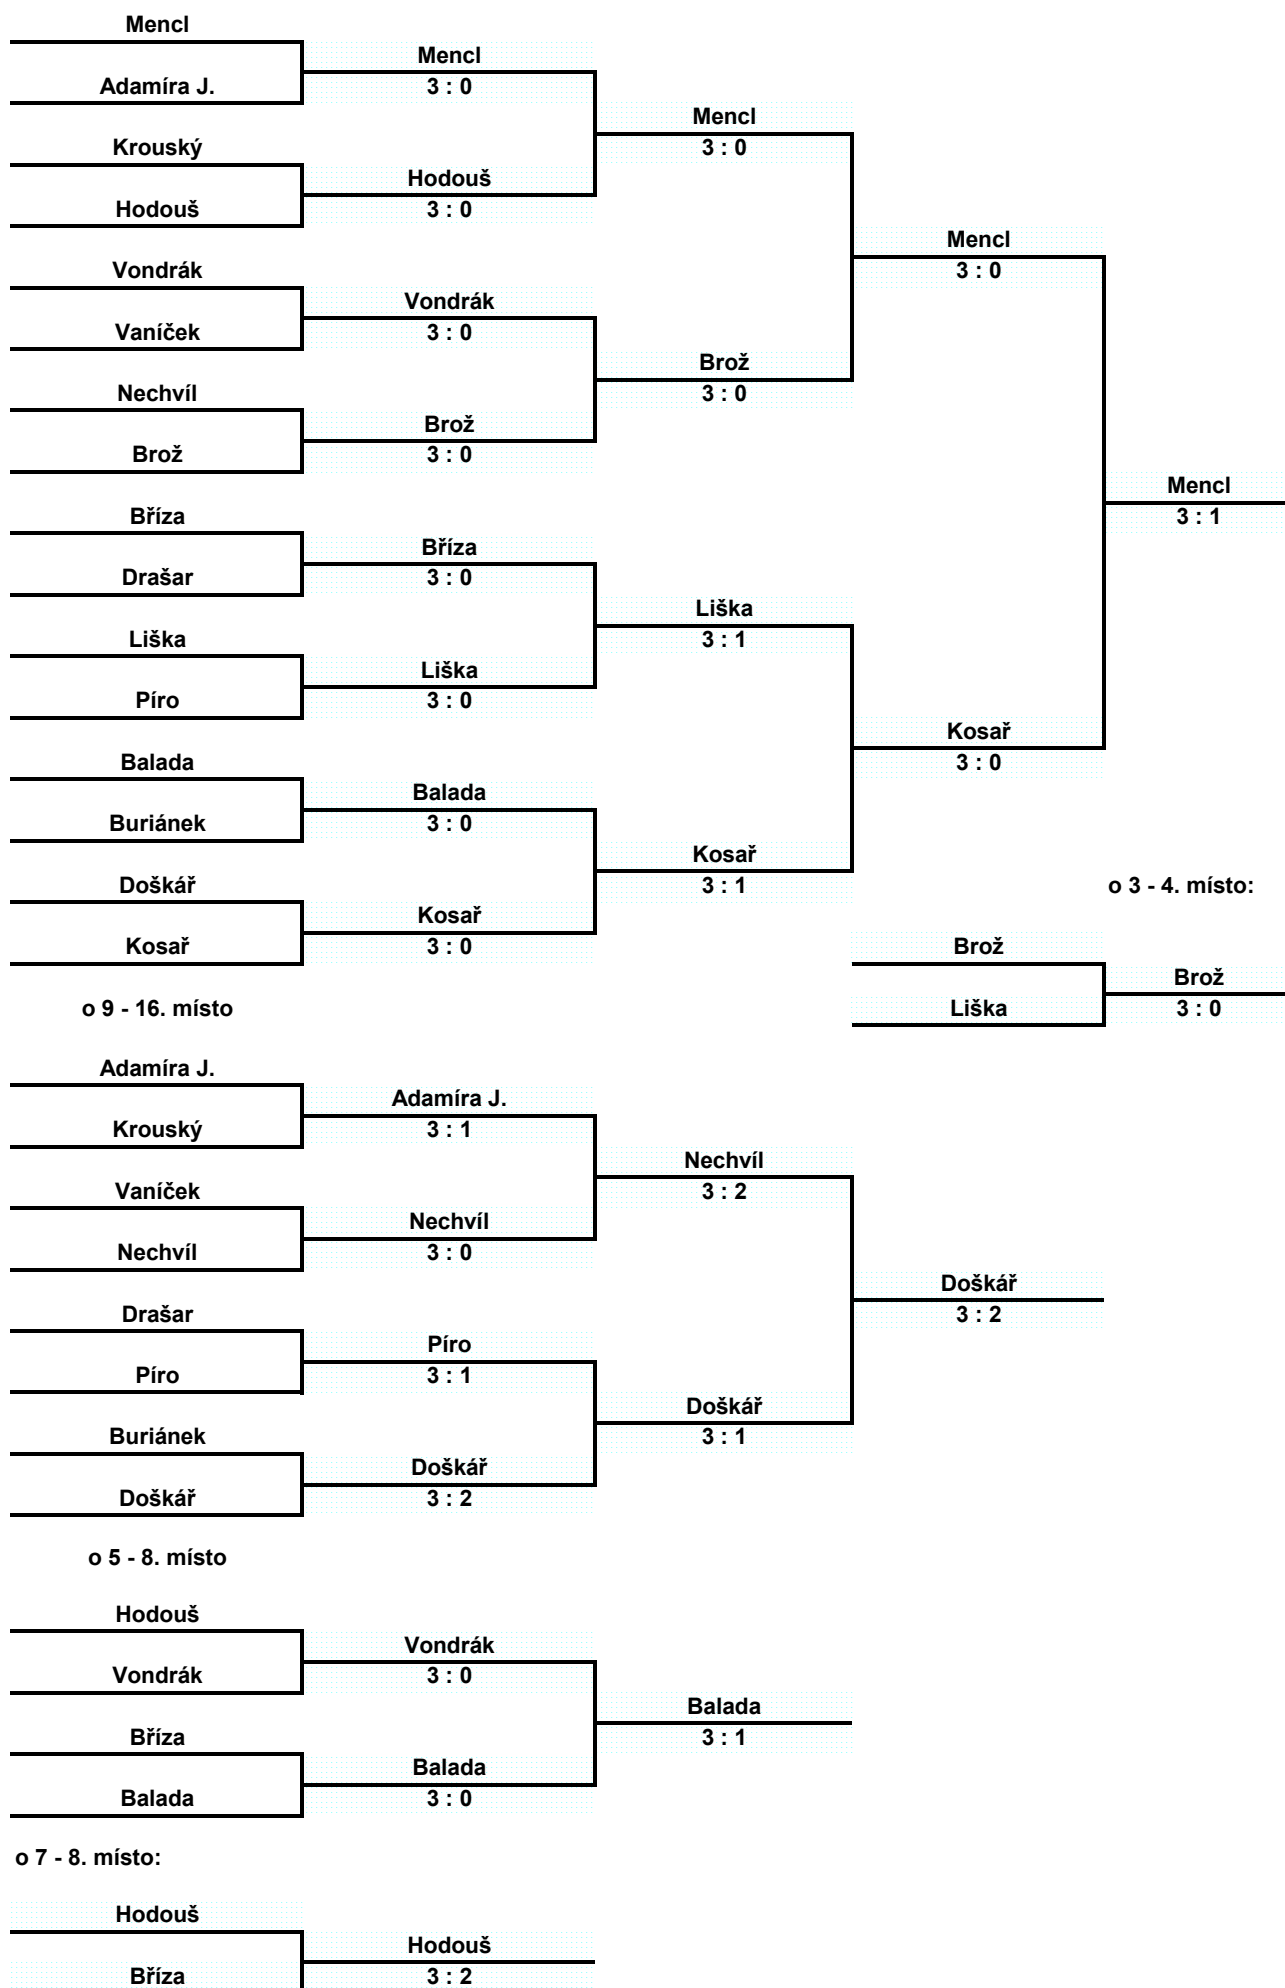 Mencl
Mencl
Adamíra J.
3 : 0
Mencl
Krouský
3 : 0
Hodouš
Hodouš
3 : 0
Mencl
Vondrák
3 : 0
Vondrák
Vaníček
3 : 0
Brož
Nechvíl
3 : 0
Brož
Brož
3 : 0
Mencl
Bříza
3 : 1
Bříza
Drašar
3 : 0
Liška
Liška
3 : 1
Liška
Píro
3 : 0
Kosař
Balada
3 : 0
Balada
Buriánek
3 : 0
Kosař
Doškář
3 : 1
o 3 - 4. místo:
Kosař
Kosař
3 : 0
Brož
Brož
o 9 - 16. místo
Liška
3 : 0
Adamíra J.
Adamíra J.
Krouský
3 : 1
Nechvíl
Vaníček
3 : 2
Nechvíl
Nechvíl
3 : 0
Doškář
Drašar
3 : 2
Píro
Píro
3 : 1
Doškář
Buriánek
3 : 1
Doškář
Doškář
3 : 2
o 5 - 8. místo
Hodouš
Vondrák
Vondrák
3 : 0
Balada
Bříza
3 : 1
Balada
Balada
3 : 0
o 7 - 8. místo:
Hodouš
Hodouš
Bříza
3 : 2